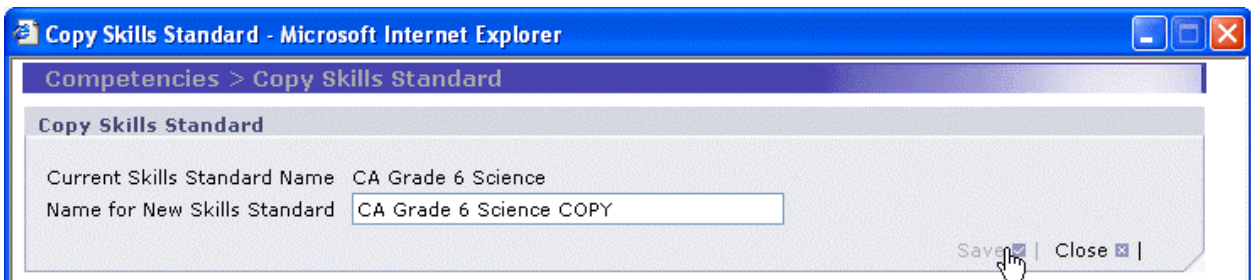 Copy Skills Standard - Microsoft Internet Explorer
Competencies > Copy Skills Standard
Copy Skills Standard
Current Skills Standard Name CA Grade 6 Science
Name for New Skills Standard CA Grade 6 Science COPY
Save | Close |